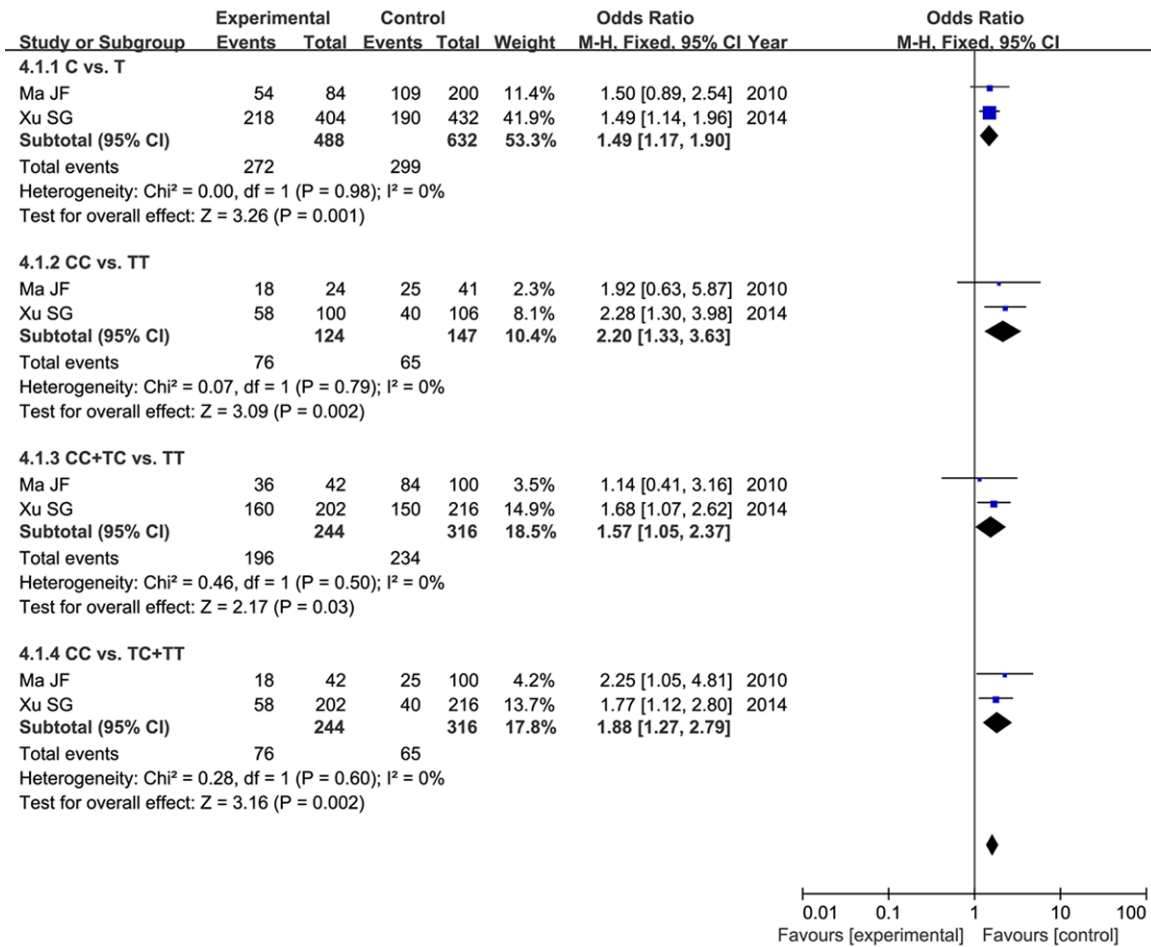 Experimental Control Odds Ratio Odds Ratio
Study or Subgroup Events Total Events Total Weight M-H, Fixed, 95% CI Year M-H, Fixed, 95% CI
4.1.1 C vs. T
Ma JF 54 84 109 200 11.4% 1.50 [0.89, 2.54] 2010
Xu SG 218 404 190 432 41.9% 1.49 [1.14, 1.96] 2014
Subtotal (95% CI) 488 632 53.3% 1.49 [1.17, 1.90]
Total events 272 299
Heterogeneity: Chi² = 0.00, df = 1 (P = 0.98); I² = 0%
Test for overall effect: Z = 3.26 (P = 0.001)
4.1.2 CC vs. TT
Ma JF 18 24 25 41 2.3% 1.92 [0.63, 5.87] 2010
Xu SG 58 100 40 106 8.1% 2.28 [1.30, 3.98] 2014
Subtotal (95% CI) 124 147 10.4% 2.20 [1.33, 3.63]
Total events 76 65
Heterogeneity: Chi² = 0.07, df = 1 (P = 0.79); I² = 0%
Test for overall effect: Z = 3.09 (P = 0.002)
4.1.3 CC+TC vs. TT
Ma JF 36 42 84 100 3.5% 1.14 [0.41, 3.16] 2010
Xu SG 160 202 150 216 14.9% 1.68 [1.07, 2.62] 2014
Subtotal (95% CI) 244 316 18.5% 1.57 [1.05, 2.37]
Total events 196 234
Heterogeneity: Chi² = 0.46, df = 1 (P = 0.50); I² = 0%
Test for overall effect: Z = 2.17 (P = 0.03)
4.1.4 CC vs. TC+TT
Ma JF 18 42 25 100 4.2% 2.25 [1.05, 4.81] 2010
Xu SG 58 202 40 216 13.7% 1.77 [1.12, 2.80] 2014
Subtotal (95% CI) 244 316 17.8% 1.88 [1.27, 2.79]
Total events 76 65
Heterogeneity: Chi² = 0.28, df = 1 (P = 0.60); I² = 0%
Test for overall effect: Z = 3.16 (P = 0.002)
0.01 0.1 1 10 100
Favours [experimental] Favours [control]